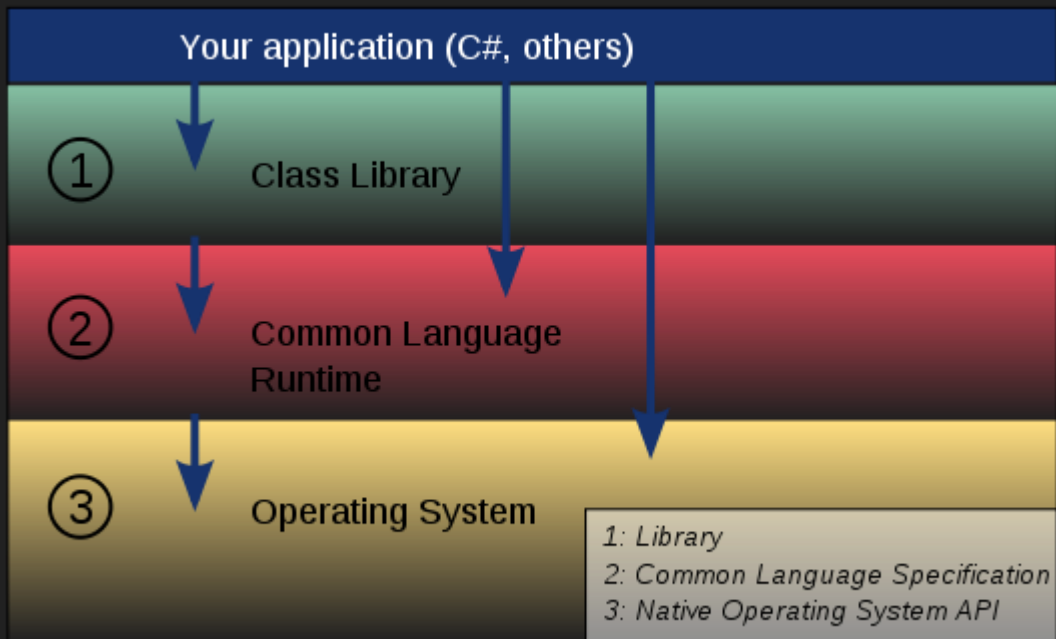 Your application (C#, others)
1
Class Library
2
Common Language
Runtime
3
Operating System
1: Library
2: Common Language Specification
3: Native Operating System API